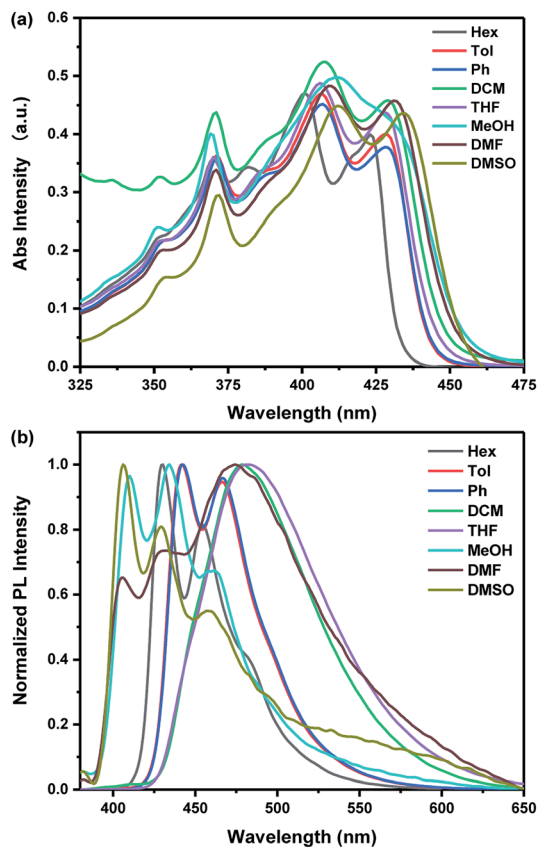 (a)
0.6
0.5
0.4
0.3
0.2
0.1
0.0
Abs Intensity (a.u.)
Hex
Tol
Ph
DCM
THF
MeOH
DMF
DMSO
325 350 375 400 425 450 475
Wavelength (nm)
(b)
1.0
0.8
0.6
0.4
0.2
0.0
Normalized PL Intensity
Hex
Tol
Ph
DCM
THF
MeOH
DMF
DMSO
400 450 500 550 600 650
Wavelength (nm)